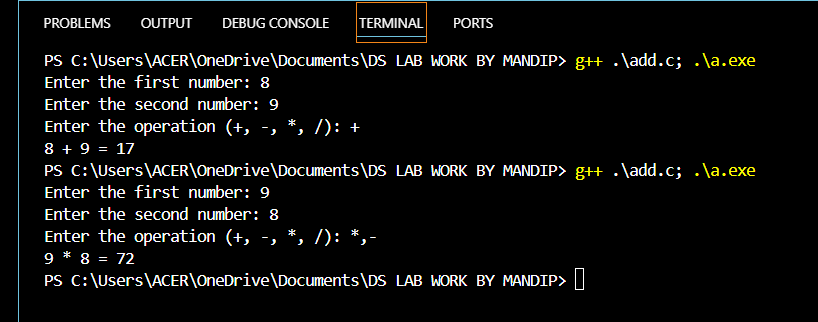 PROBLEMS OUTPUT DEBUG CONSOLE TERMINAL PORTS
PS C:\Users\ACER\OneDrive\Documents\DS LAB WORK BY MANDIP> g++ .\add.c; .\a.exe
Enter the first number: 8
Enter the second number: 9
Enter the operation (+, -, *, /): +
8 + 9 = 17
PS C:\Users\ACER\OneDrive\Documents\DS LAB WORK BY MANDIP> g++ .\add.c; .\a.exe
Enter the first number: 9
Enter the second number: 8
Enter the operation (+, -, *, /): *,-
9 * 8 = 72
PS C:\Users\ACER\OneDrive\Documents\DS LAB WORK BY MANDIP>